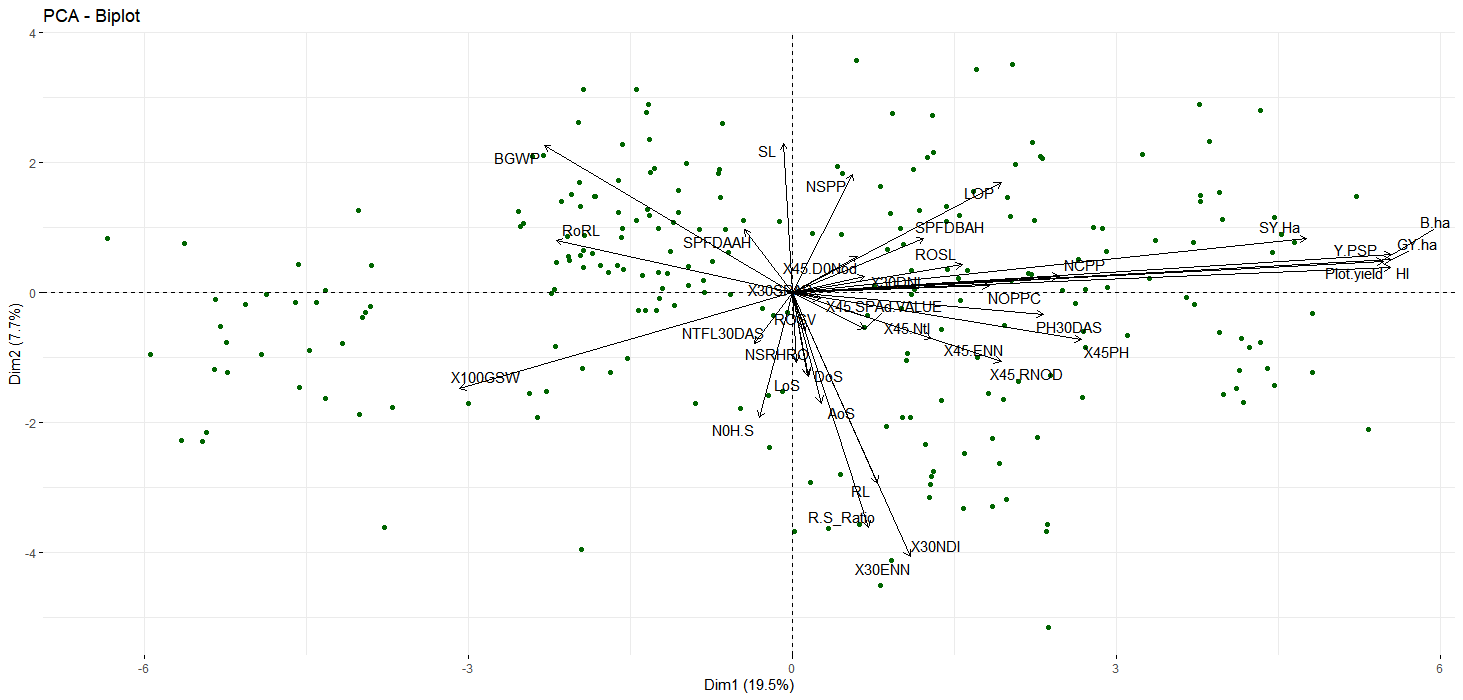 PCA - Biplot
4
2
0
-2
-4
Dim2 (7.7%)
SL
BGWP
NSPP
LOP
RoRL
SPFDAAH
SPFDBAH
SY.Ha
B.ha
ROSL
Y.PSP
GY.ha
X45.D0Nod
NCPP
Plot.yield
HI
X30DNI
NOPPC
X45.SPAd.VALUE
NTFL30DAS
X45.NtI
PH30DAS
NSRHRO
X45.ENN
X45PH
X100GSW
LoS
DoS
X45.RNOD
N0H.S
AoS
RL
R.S_Ratio
X30NDI
X30ENN
-6
-3
0
3
6
Dim1 (19.5%)